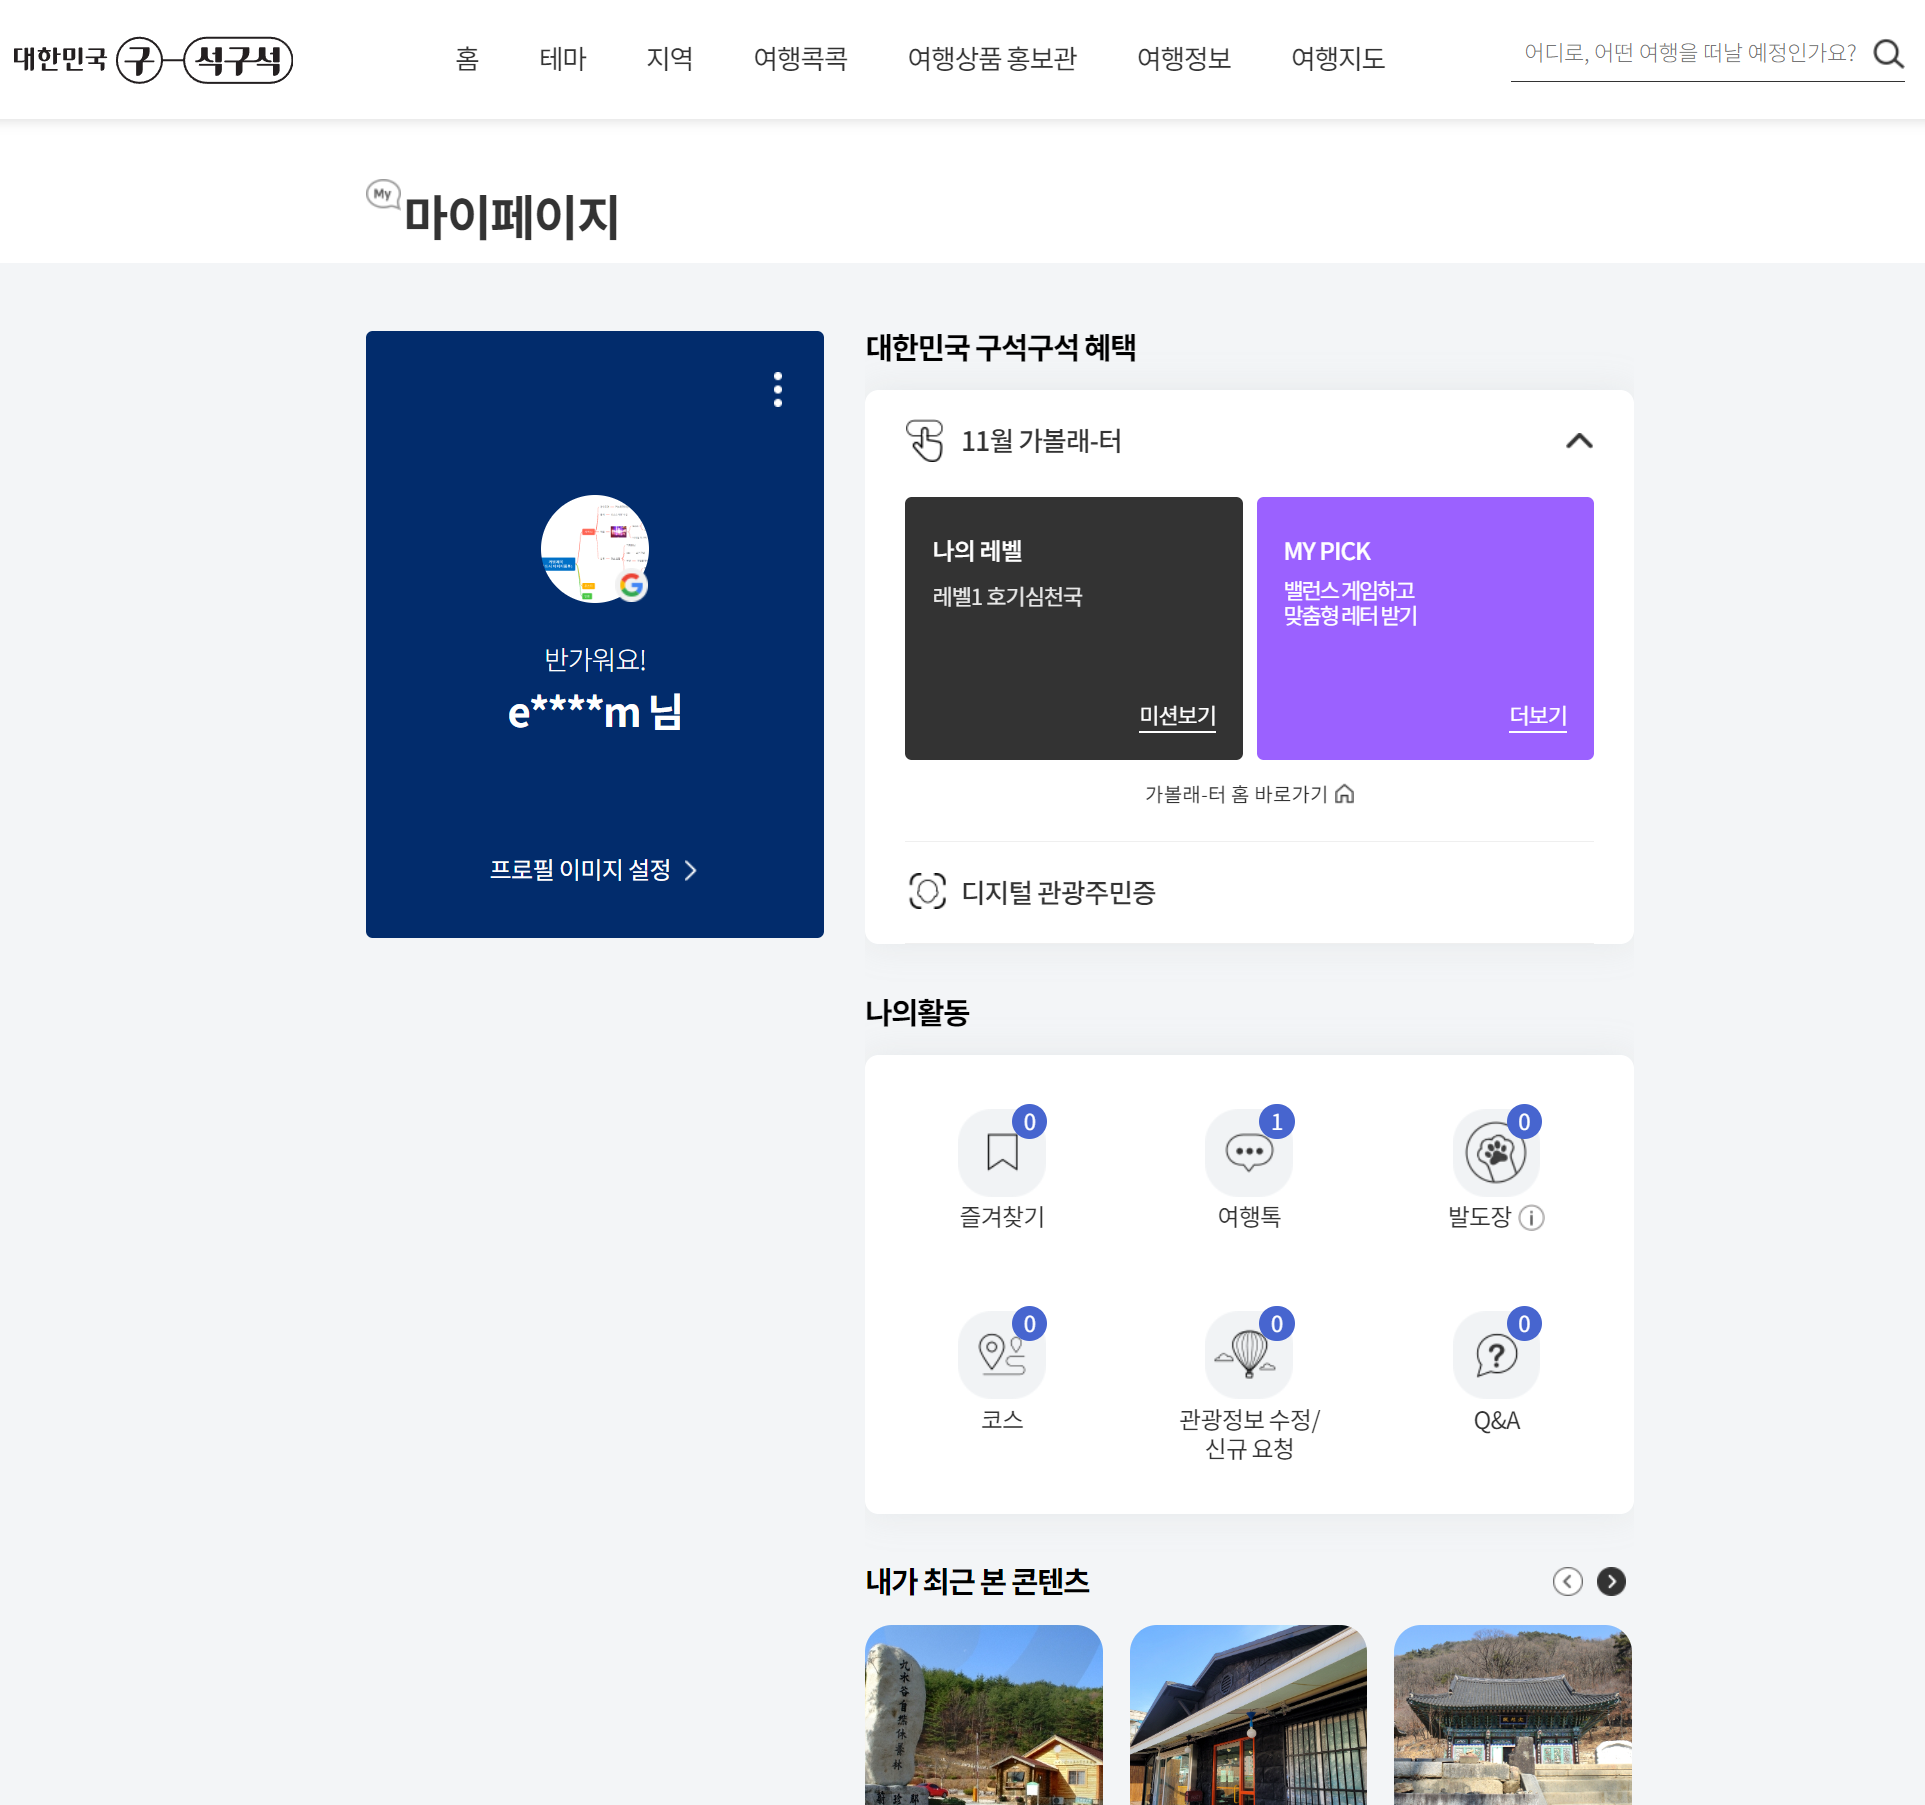 대한민국 구석구석
홈 테마 지역 여행콕콕 여행상품 홍보관 여행정보 여행지도
어디로, 어떤 여행을 떠날 예정인가요?
My
마이페이지
반가워요!
e****m 님
프로필 이미지 설정
대한민국 구석구석 혜택
11월 가볼래-터
나의 레벨
레벨1 호기심천국
미션보기
MY PICK
밸런스 게임하고
맞춤형 레터 받기
더보기
가볼래-터 홈 바로가기
디지털 관광주민증
나의활동
0
즐겨찾기
1
여행톡
0
발도장
0
코스
0
관광정보 수정/
신규 요청
0
Q&A
내가 최근 본 콘텐츠
九水谷自然休養林